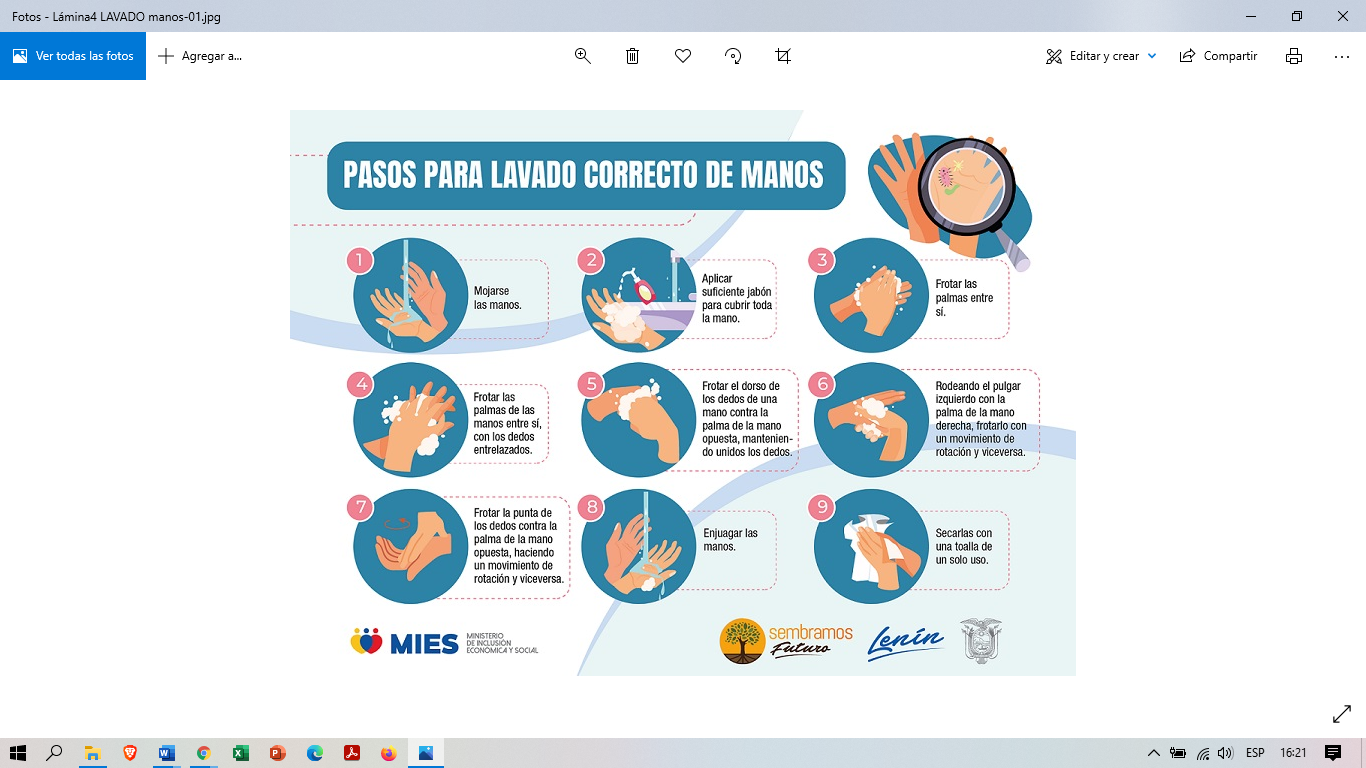 Fotos - Lámina4 LAVADO manos-01.jpg
Ver todas las fotos
Agregar a...
Editar y crear
Compartir
PASOS PARA LAVADO CORRECTO DE MANOS
1
Mojarse
las manos.
2
Aplicar
suficiente jabón
para cubrir toda
la mano.
3
Frotar las
palmas entre
sí.
4
Frotar las
palmas de las
manos entre sí,
con los dedos
entrelazados.
5
Frotar el dorso de
los dedos de una
mano contra la
palma de la mano
opuesta, mantenien-
do unidos los dedos.
6
Rodeando el pulgar
izquierdo con la
palma de la mano
derecha, frotarlo con
un movimiento de
rotación y viceversa.
7
Frotar la punta de
los dedos contra la
palma de la mano
opuesta, haciendo
un movimiento de
rotación y viceversa.
8
Enjuagar las
manos.
9
Secarlas con
una toalla de
un solo uso.
MIES
MINISTERIO
DE INCLUSIÓN
ECONÓMICA Y SOCIAL
sembramos
Futuro
Lenín
ESP
16:21